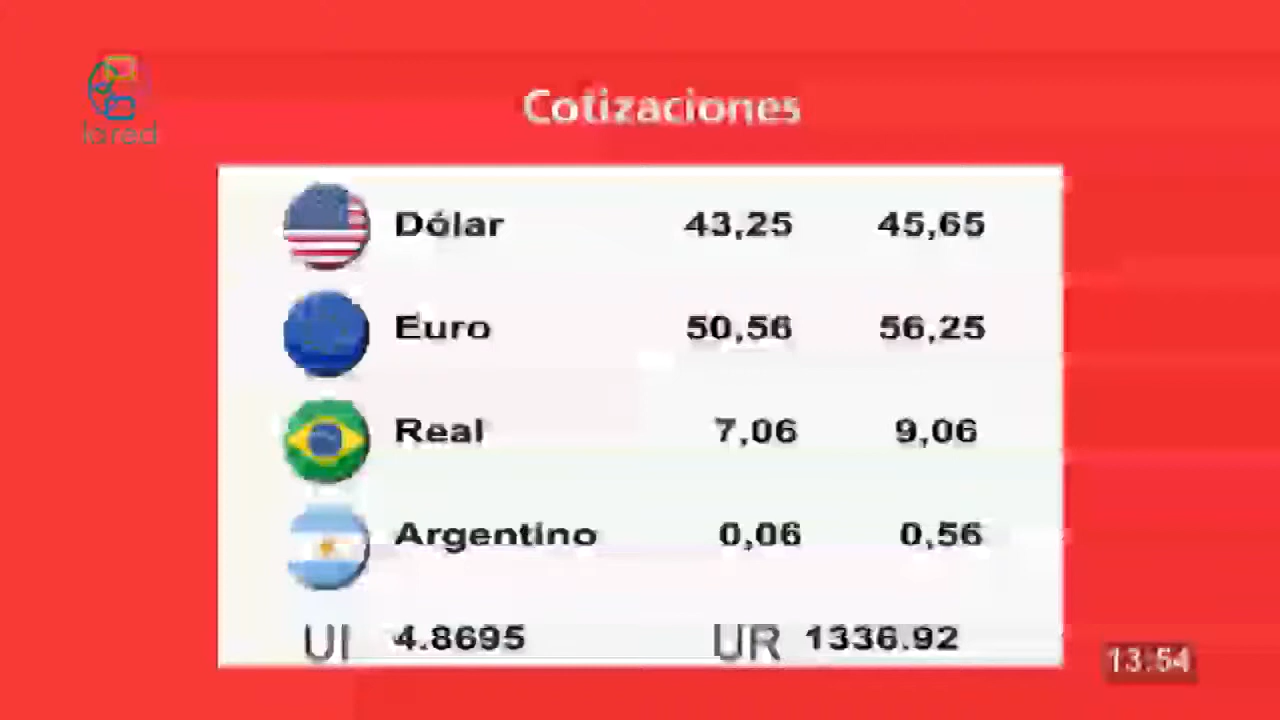 la red
Cotizaciones
Dólar 43,25 45,65
Euro 50,56 56,25
Real 7,06 9,06
Argentino 0,06 0,56
UI 4.8695 UR 1336.92
13:54